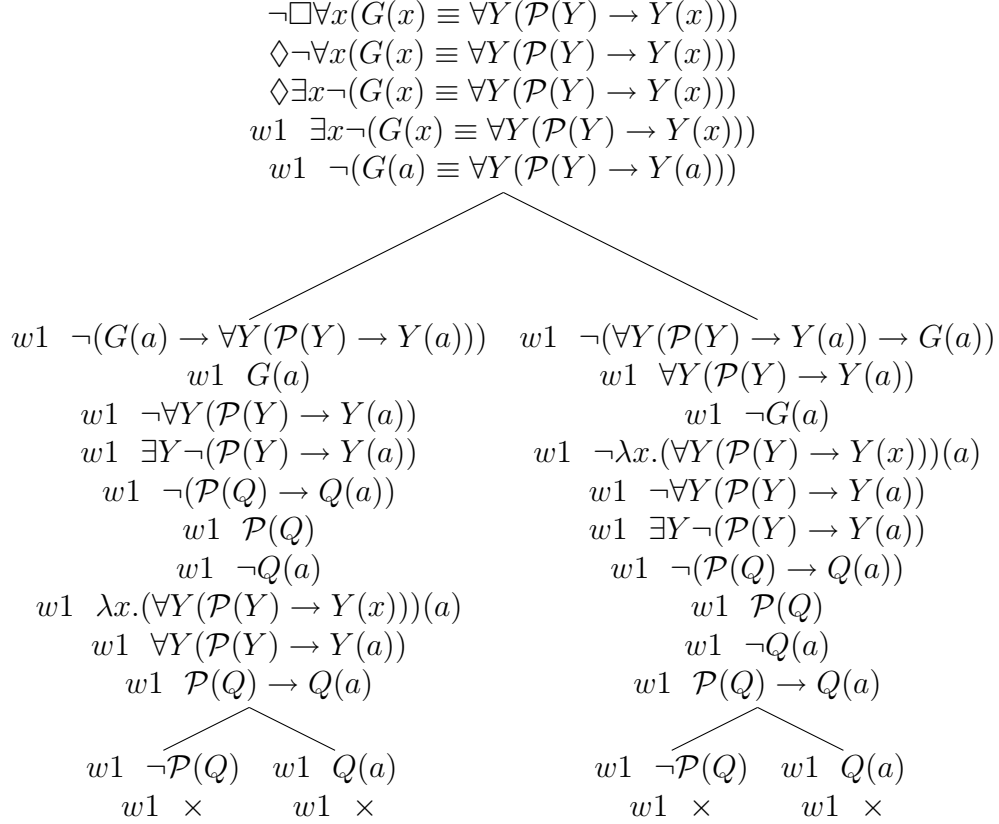 ¬□∀x(G(x) ≡ ∀Y(𝒫(Y) → Y(x)))
◊¬∀x(G(x) ≡ ∀Y(𝒫(Y) → Y(x)))
◊∃x¬(G(x) ≡ ∀Y(𝒫(Y) → Y(x)))
w1 ∃x¬(G(x) ≡ ∀Y(𝒫(Y) → Y(x)))
w1 ¬(G(a) ≡ ∀Y(𝒫(Y) → Y(a)))
w1 ¬(G(a) → ∀Y(𝒫(Y) → Y(a)))
w1 G(a)
w1 ¬∀Y(𝒫(Y) → Y(a))
w1 ∃Y¬(𝒫(Y) → Y(a))
w1 ¬(𝒫(Q) → Q(a))
w1 𝒫(Q)
w1 ¬Q(a)
w1 λx.(∀Y(𝒫(Y) → Y(x)))(a)
w1 ∀Y(𝒫(Y) → Y(a))
w1 𝒫(Q) → Q(a)
w1 ¬𝒫(Q) w1 Q(a)
w1 × w1 ×
w1 ¬(∀Y(𝒫(Y) → Y(a)) → G(a))
w1 ∀Y(𝒫(Y) → Y(a))
w1 ¬G(a)
w1 ¬λx.(∀Y(𝒫(Y) → Y(x)))(a)
w1 ¬∀Y(𝒫(Y) → Y(a))
w1 ∃Y¬(𝒫(Y) → Y(a))
w1 ¬(𝒫(Q) → Q(a))
w1 𝒫(Q)
w1 ¬Q(a)
w1 𝒫(Q) → Q(a)
w1 ¬𝒫(Q) w1 Q(a)
w1 × w1 ×